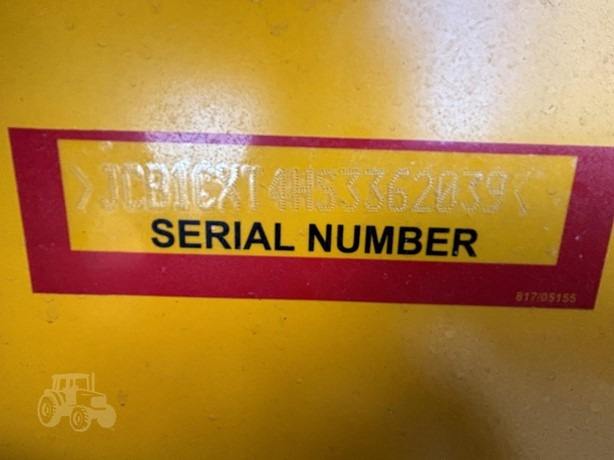 >JCB1CXT4HS3362039<
SERIAL NUMBER
817/05155